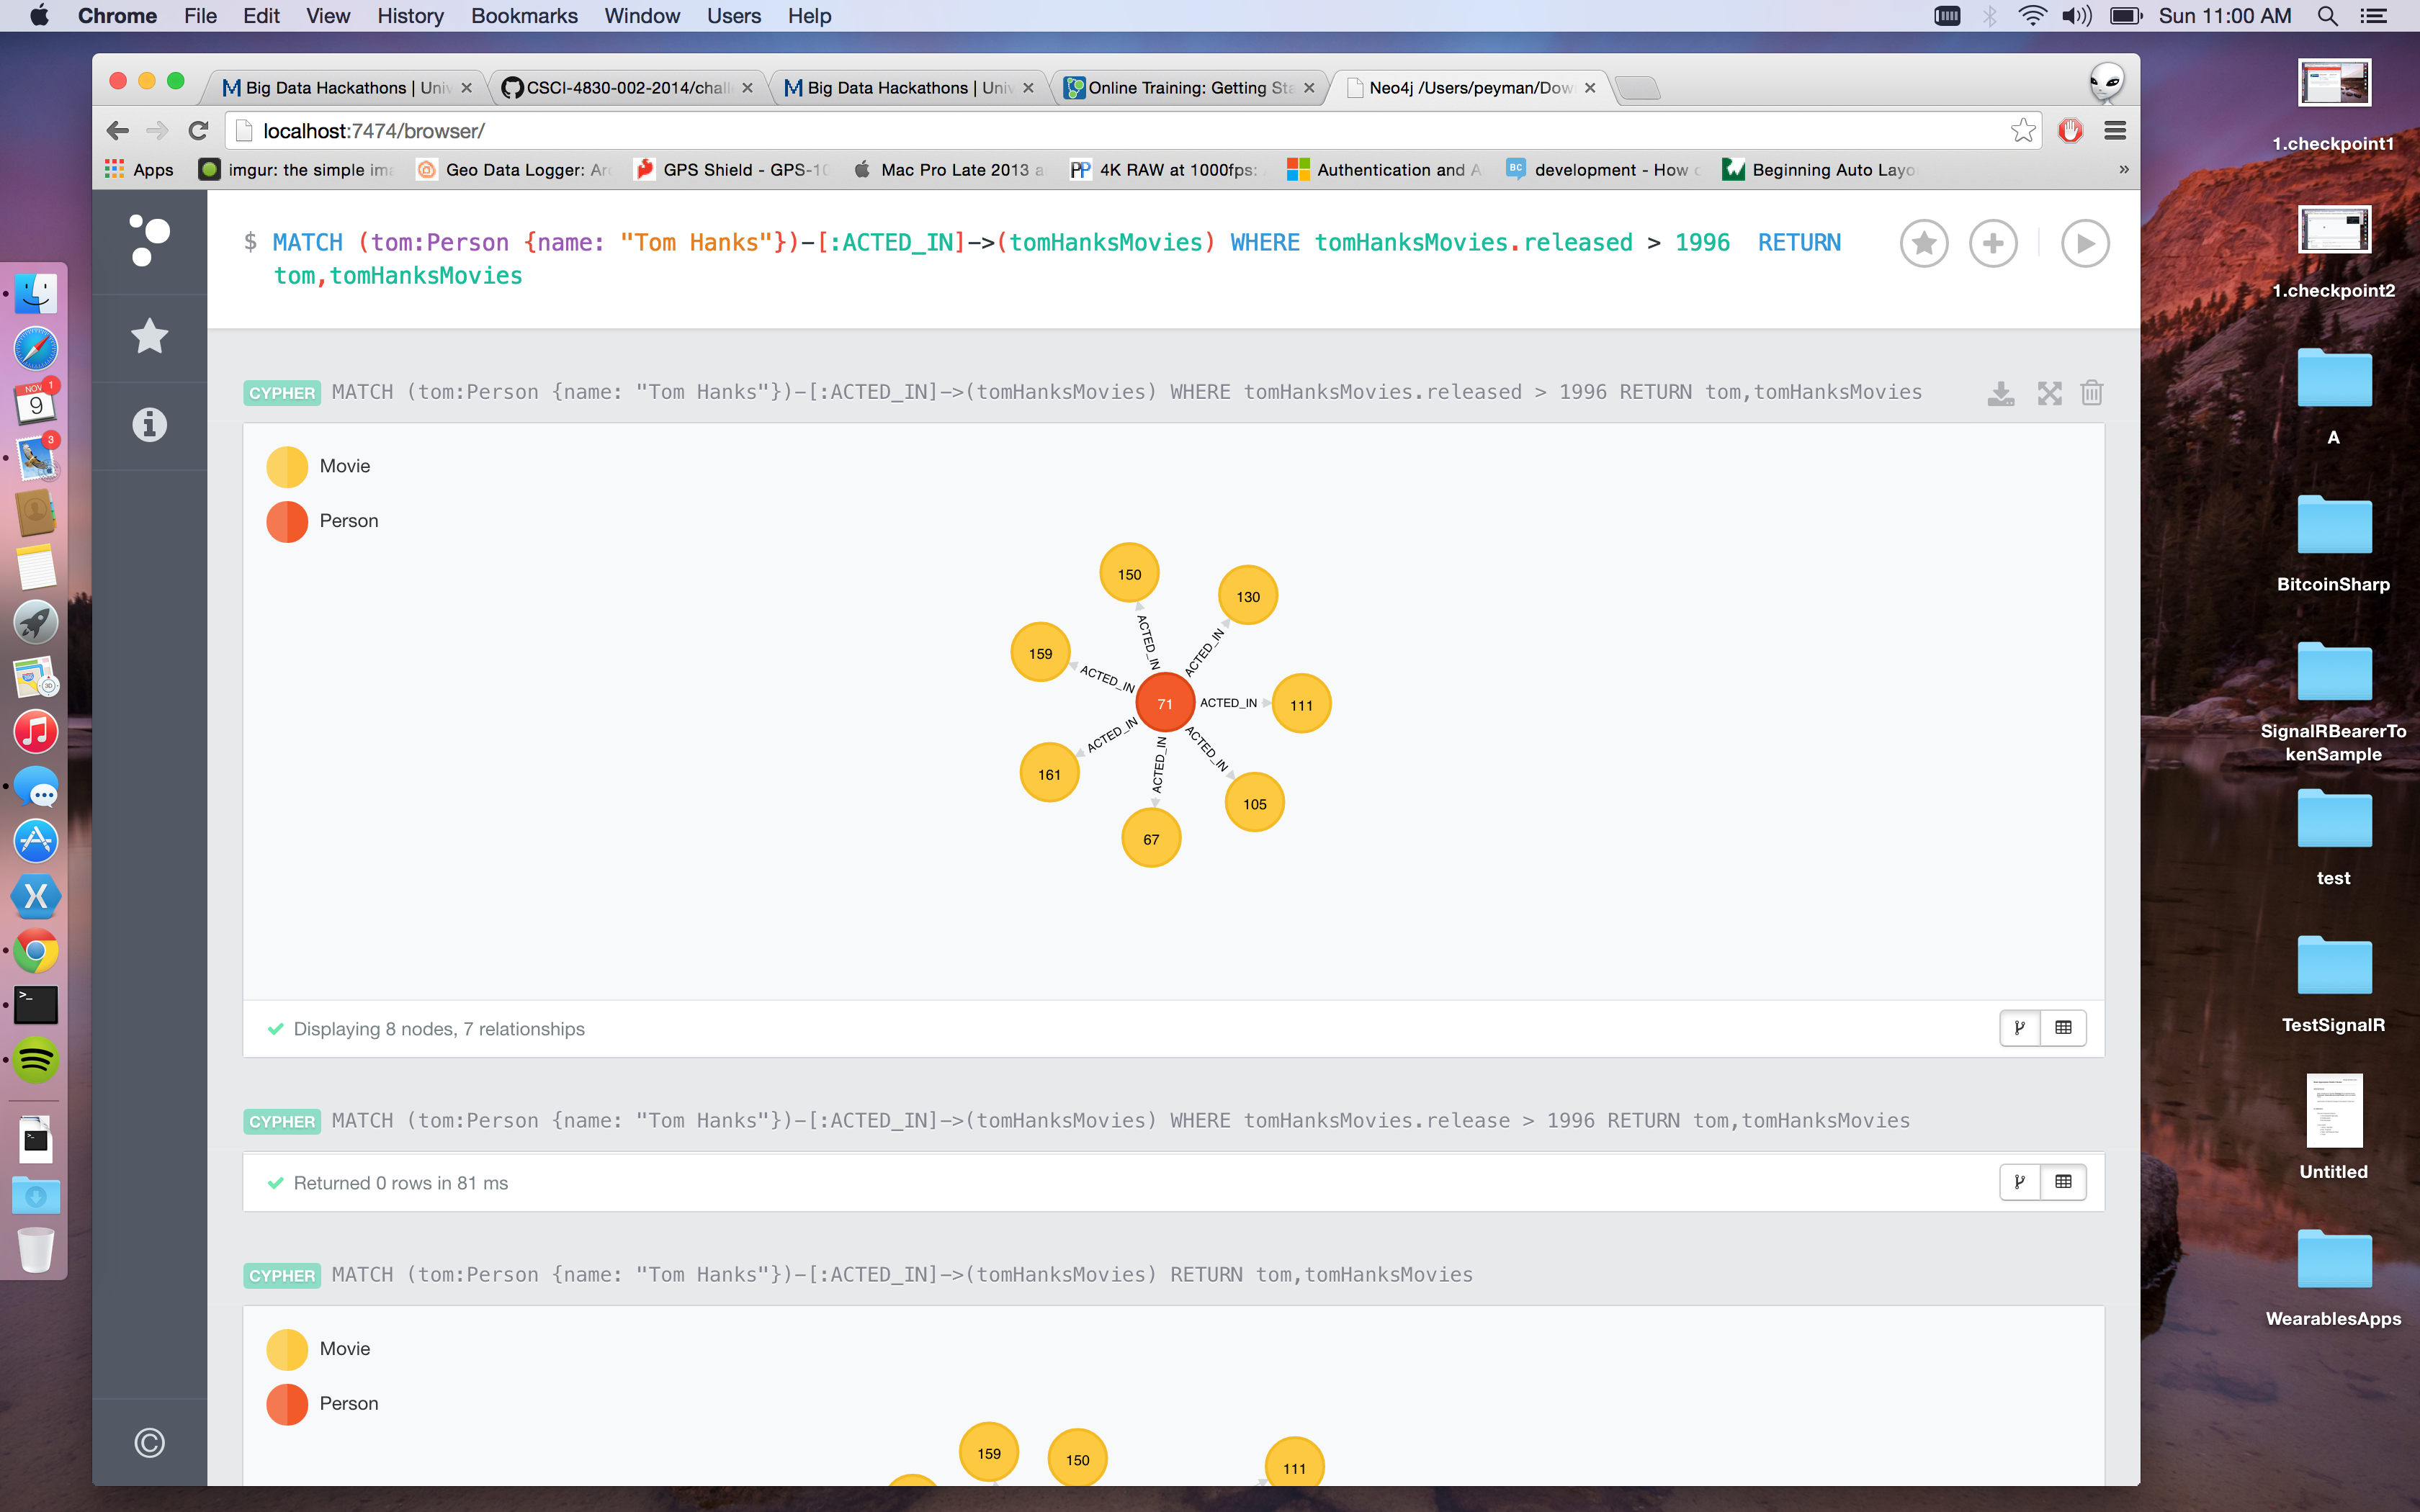 Chrome File Edit View History Bookmarks Window Users Help Sun 11:00 AM
Big Data Hackathons | Univ CSCI-4830-002-2014/chall Big Data Hackathons | Univ Online Training: Getting Sta Neo4j /Users/peyman/Dow
localhost:7474/browser/
Apps imgur: the simple ima Geo Data Logger: Ar GPS Shield - GPS-10 Mac Pro Late 2013 a 4K RAW at 1000fps: Authentication and A development - How Beginning Auto Layo »
$ MATCH (tom:Person {name: "Tom Hanks"})-[:ACTED_IN]->(tomHanksMovies) WHERE tomHanksMovies.released > 1996 RETURN
tom,tomHanksMovies
CYPHER MATCH (tom:Person {name: "Tom Hanks"})-[:ACTED_IN]->(tomHanksMovies) WHERE tomHanksMovies.released > 1996 RETURN tom,tomHanksMovies
Movie
Person
150
130
159
71
111
161
105
67
ACTED_IN
ACTED_IN
ACTED_IN
ACTED_IN
ACTED_IN
ACTED_IN
ACTED_IN
Displaying 8 nodes, 7 relationships
CYPHER MATCH (tom:Person {name: "Tom Hanks"})-[:ACTED_IN]->(tomHanksMovies) WHERE tomHanksMovies.release > 1996 RETURN tom,tomHanksMovies
Returned 0 rows in 81 ms
CYPHER MATCH (tom:Person {name: "Tom Hanks"})-[:ACTED_IN]->(tomHanksMovies) RETURN tom,tomHanksMovies
Movie
Person
159
150
111
NOV 1
9
3
1.checkpoint1
1.checkpoint2
A
BitcoinSharp
SignalRBearerTo
kenSample
test
TestSignalR
Untitled
WearablesApps